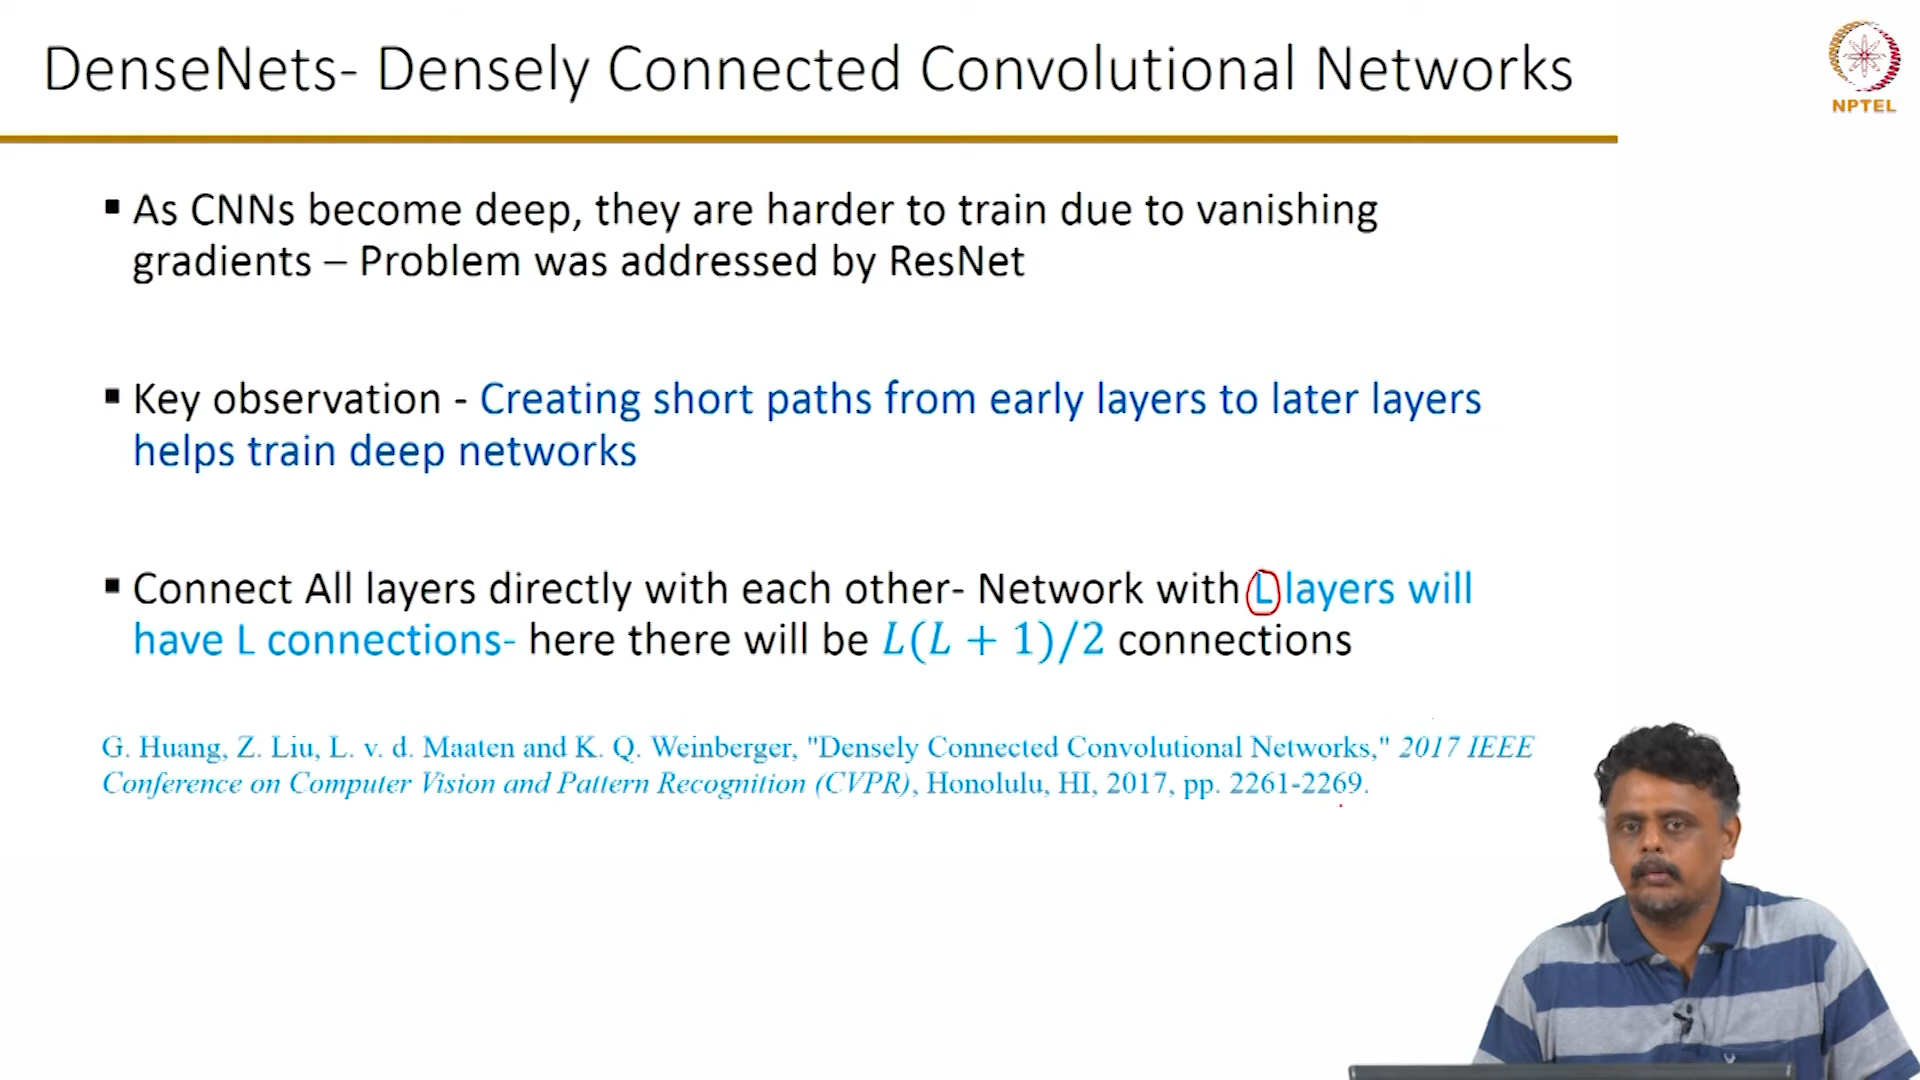 DenseNets- Densely Connected Convolutional Networks
NPTEL
▪ As CNNs become deep, they are harder to train due to vanishing
gradients – Problem was addressed by ResNet
▪ Key observation - Creating short paths from early layers to later layers
helps train deep networks
▪ Connect All layers directly with each other- Network with L layers will
have L connections- here there will be L(L + 1)/2 connections
G. Huang, Z. Liu, L. v. d. Maaten and K. Q. Weinberger, "Densely Connected Convolutional Networks," 2017 IEEE
Conference on Computer Vision and Pattern Recognition (CVPR), Honolulu, HI, 2017, pp. 2261-2269.